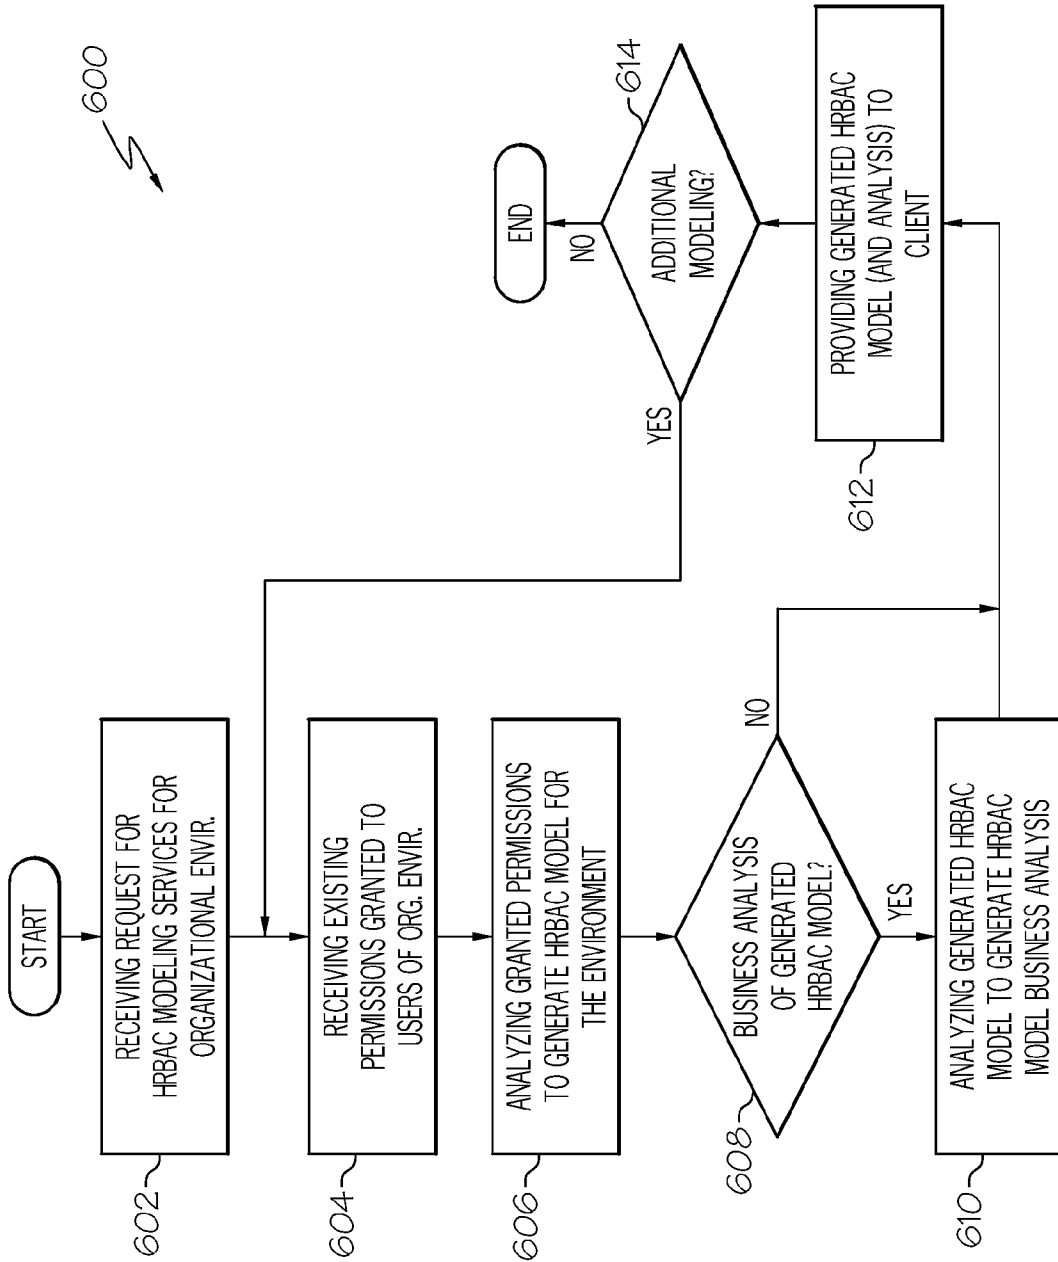 600
START
RECEIVING REQUEST FOR
HRBAC MODELING SERVICES FOR
ORGANIZATIONAL ENVIR.
602
RECEIVING EXISTING
PERMISSIONS GRANTED TO
USERS OF ORG. ENVIR.
604
ANALYZING GRANTED PERMISSIONS
TO GENERATE HRBAC MODEL FOR
THE ENVIRONMENT
606
BUSINESS ANALYSIS
OF GENERATED
HRBAC MODEL?
608
NO
YES
ANALYZING GENERATED HRBAC
MODEL TO GENERATE HRBAC
MODEL BUSINESS ANALYSIS
610
PROVIDING GENERATED HRBAC
MODEL (AND ANALYSIS) TO
CLIENT
612
ADDITIONAL
MODELING?
614
YES
NO
END